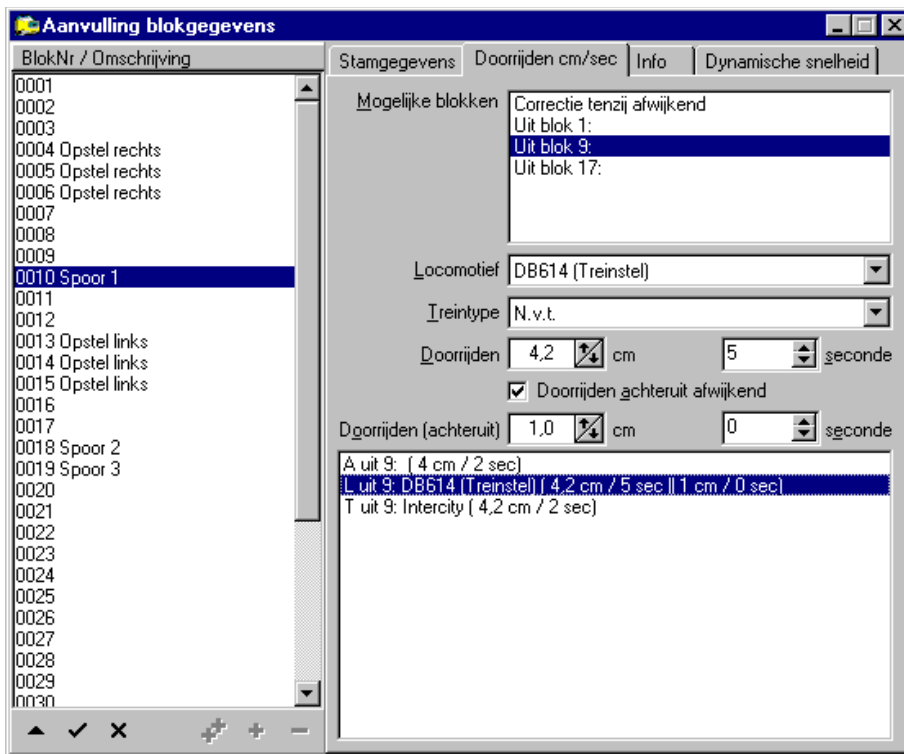 Aanvulling blokgegevens
BlokNr / Omschrijving
0001
0002
0003
0004 Opstel rechts
0005 Opstel rechts
0006 Opstel rechts
0007
0008
0009
0010 Spoor 1
0011
0012
0013 Opstel links
0014 Opstel links
0015 Opstel links
0016
0017
0018 Spoor 2
0019 Spoor 3
0020
0021
0022
0023
0024
0025
0026
0027
0028
0029
0030
Stamgegevens Doorrijden cm/sec Info Dynamische snelheid
Mogelijke blokken
Correctie tenzij afwijkend
Uit blok 1:
Uit blok 9:
Uit blok 17:
Locomotief DB614 (Treinstel)
Treintype N.v.t.
Doorrijden 4,2 cm 5 seconde
Doorrijden achteruit afwijkend
Doorrijden (achteruit) 1,0 cm 0 seconde
A uit 9: ( 4 cm / 2 sec)
L uit 9: DB614 (Treinstel) ( 4,2 cm / 5 sec || 1 cm / 0 sec)
T uit 9: Intercity ( 4,2 cm / 2 sec)